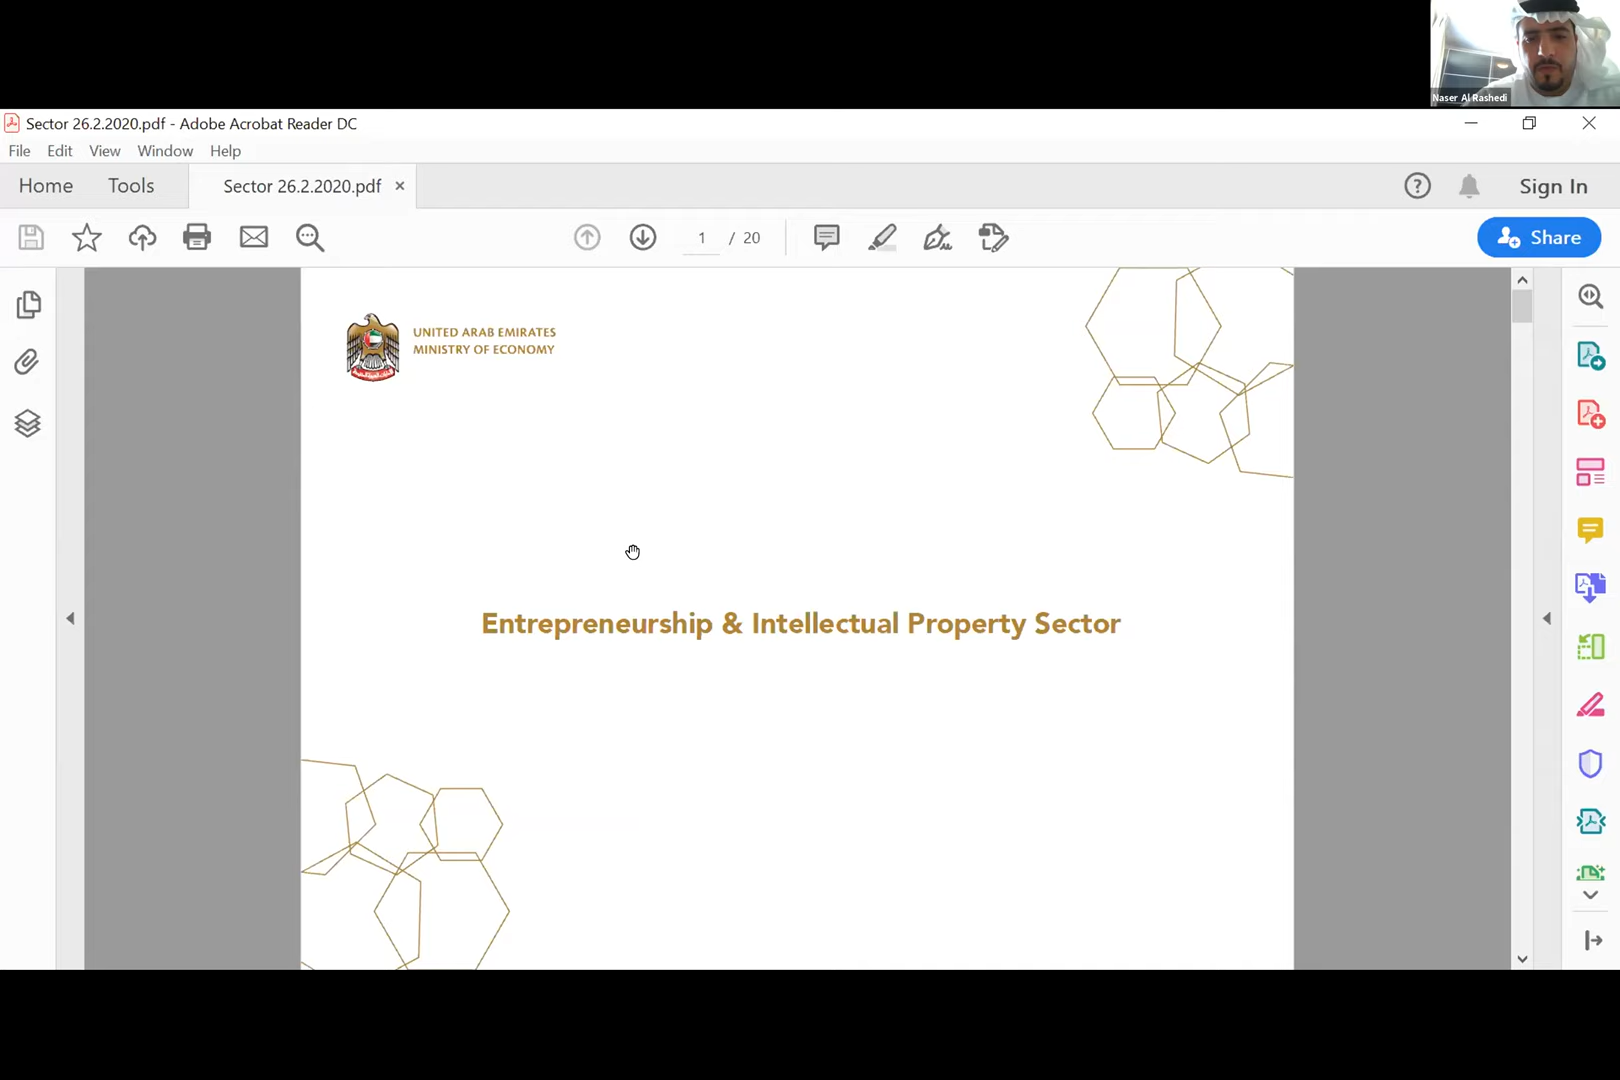 Naser Al Rashedi
Sector 26.2.2020.pdf - Adobe Acrobat Reader DC
File Edit View Window Help
Home Tools Sector 26.2.2020.pdf × Sign In
1 / 20 Share
UNITED ARAB EMIRATES
MINISTRY OF ECONOMY
Entrepreneurship & Intellectual Property Sector